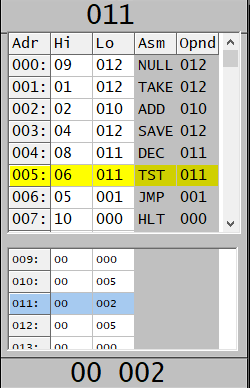 011
Adr Hi Lo Asm Opnd
000: 09 012 NULL 012
001: 01 012 TAKE 012
002: 02 010 ADD 010
003: 04 012 SAVE 012
004: 08 011 DEC 011
005: 06 011 TST 011
006: 05 001 JMP 001
007: 10 000 HLT 000
009: 00 000
010: 00 005
011: 00 002
012: 00 005
013: 00 000
00 002